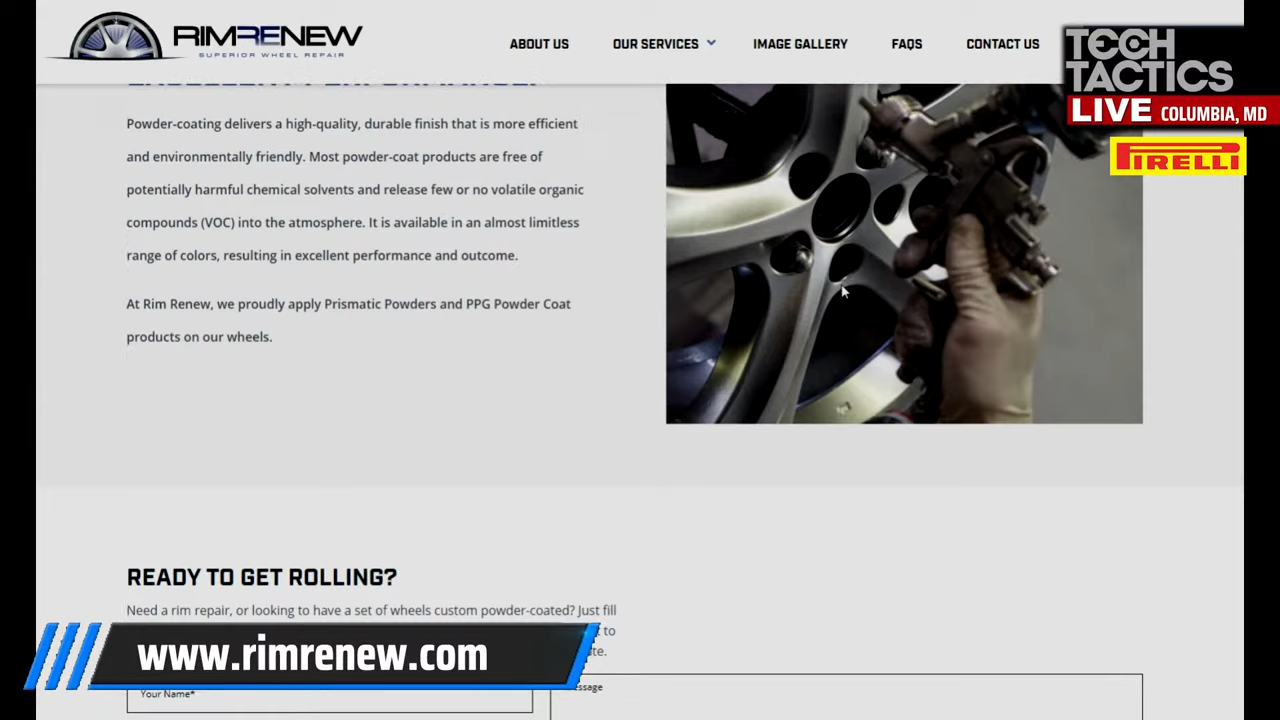 RIMRENEW
SUPERIOR WHEEL REPAIR
ABOUT US
OUR SERVICES
IMAGE GALLERY
FAQS
CONTACT US
TECH
TACTICS
LIVE COLUMBIA, MD
PIRELLI
EXCELLENT PERFORMANCE.
Powder-coating delivers a high-quality, durable finish that is more efficient
and environmentally friendly. Most powder-coat products are free of
potentially harmful chemical solvents and release few or no volatile organic
compounds (VOC) into the atmosphere. It is available in an almost limitless
range of colors, resulting in excellent performance and outcome.
At Rim Renew, we proudly apply Prismatic Powders and PPG Powder Coat
products on our wheels.
READY TO GET ROLLING?
Need a rim repair, or looking to have a set of wheels custom powder-coated? Just fill
to
www.rimrenew.com
Your Name*